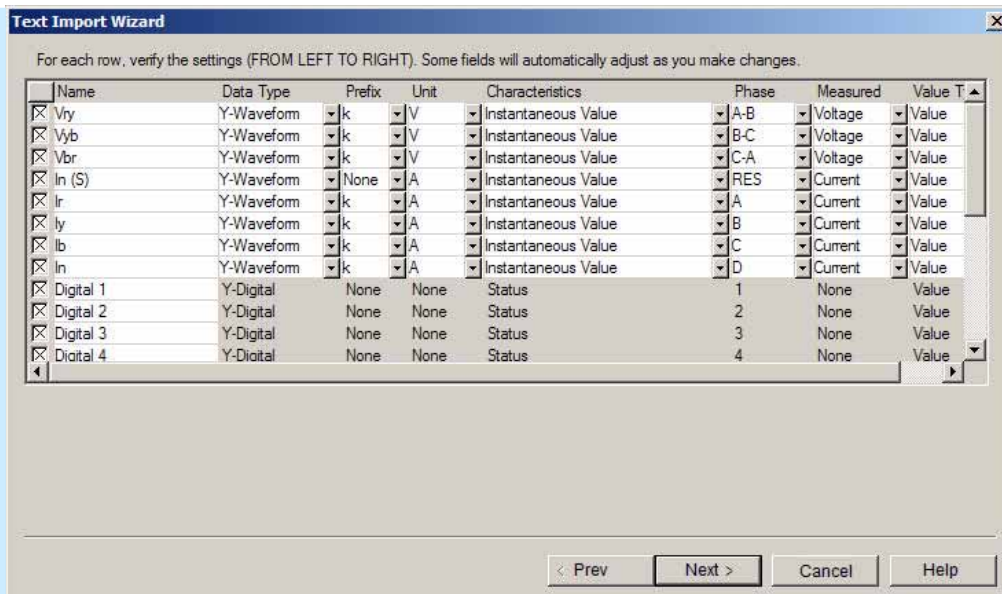 Text Import Wizard
For each row, verify the settings (FROM LEFT TO RIGHT). Some fields will automatically adjust as you make changes.
Name Data Type Prefix Unit Characteristics Phase Measured Value T
Vry Y-Waveform k V Instantaneous Value A-B Voltage Value
Vyb Y-Waveform k V Instantaneous Value B-C Voltage Value
Vbr Y-Waveform k V Instantaneous Value C-A Voltage Value
In (S) Y-Waveform None A Instantaneous Value RES Current Value
Ir Y-Waveform k A Instantaneous Value A Current Value
Iy Y-Waveform k A Instantaneous Value B Current Value
Ib Y-Waveform k A Instantaneous Value C Current Value
In Y-Waveform k A Instantaneous Value D Current Value
Digital 1 Y-Digital None None Status 1 None Value
Digital 2 Y-Digital None None Status 2 None Value
Digital 3 Y-Digital None None Status 3 None Value
Digital 4 Y-Digital None None Status 4 None Value
< Prev Next > Cancel Help